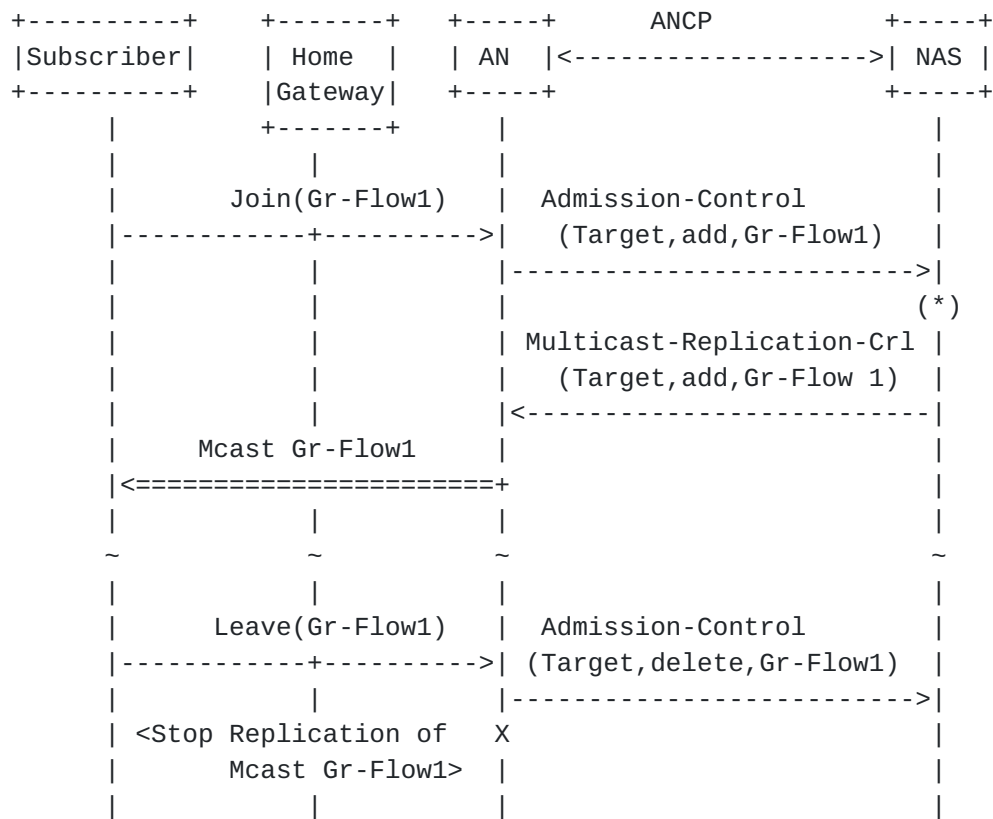 +----------+   +-------+   +-----+      ANCP           +-----+
|Subscriber|   | Home  |   | AN  |<------------------->| NAS |
+----------+   |Gateway|   +-----+                     +-----+
      |        +-------+      |                           |
      |            |          |                           |
      |       Join(Gr-Flow1)  |  Admission-Control        |
      |------------+--------->|   (Target,add,Gr-Flow1)   |
      |            |          |-------------------------->|
      |            |          |                          (*)
      |            |          | Multicast-Replication-Crl |
      |            |          |   (Target,add,Gr-Flow 1)  |
      |            |          |<--------------------------|
      |     Mcast Gr-Flow1    |                           |
      |<======================+                           |
      |            |          |                           |
      ~            ~          ~                           ~
      |            |          |                           |
      |      Leave(Gr-Flow1)  |  Admission-Control        |
      |------------+--------->| (Target,delete,Gr-Flow1)  |
      |            |          |-------------------------->|
      | <Stop Replication of  X                           |
      |       Mcast Gr-Flow1> |                           |
      |            |          |                           |